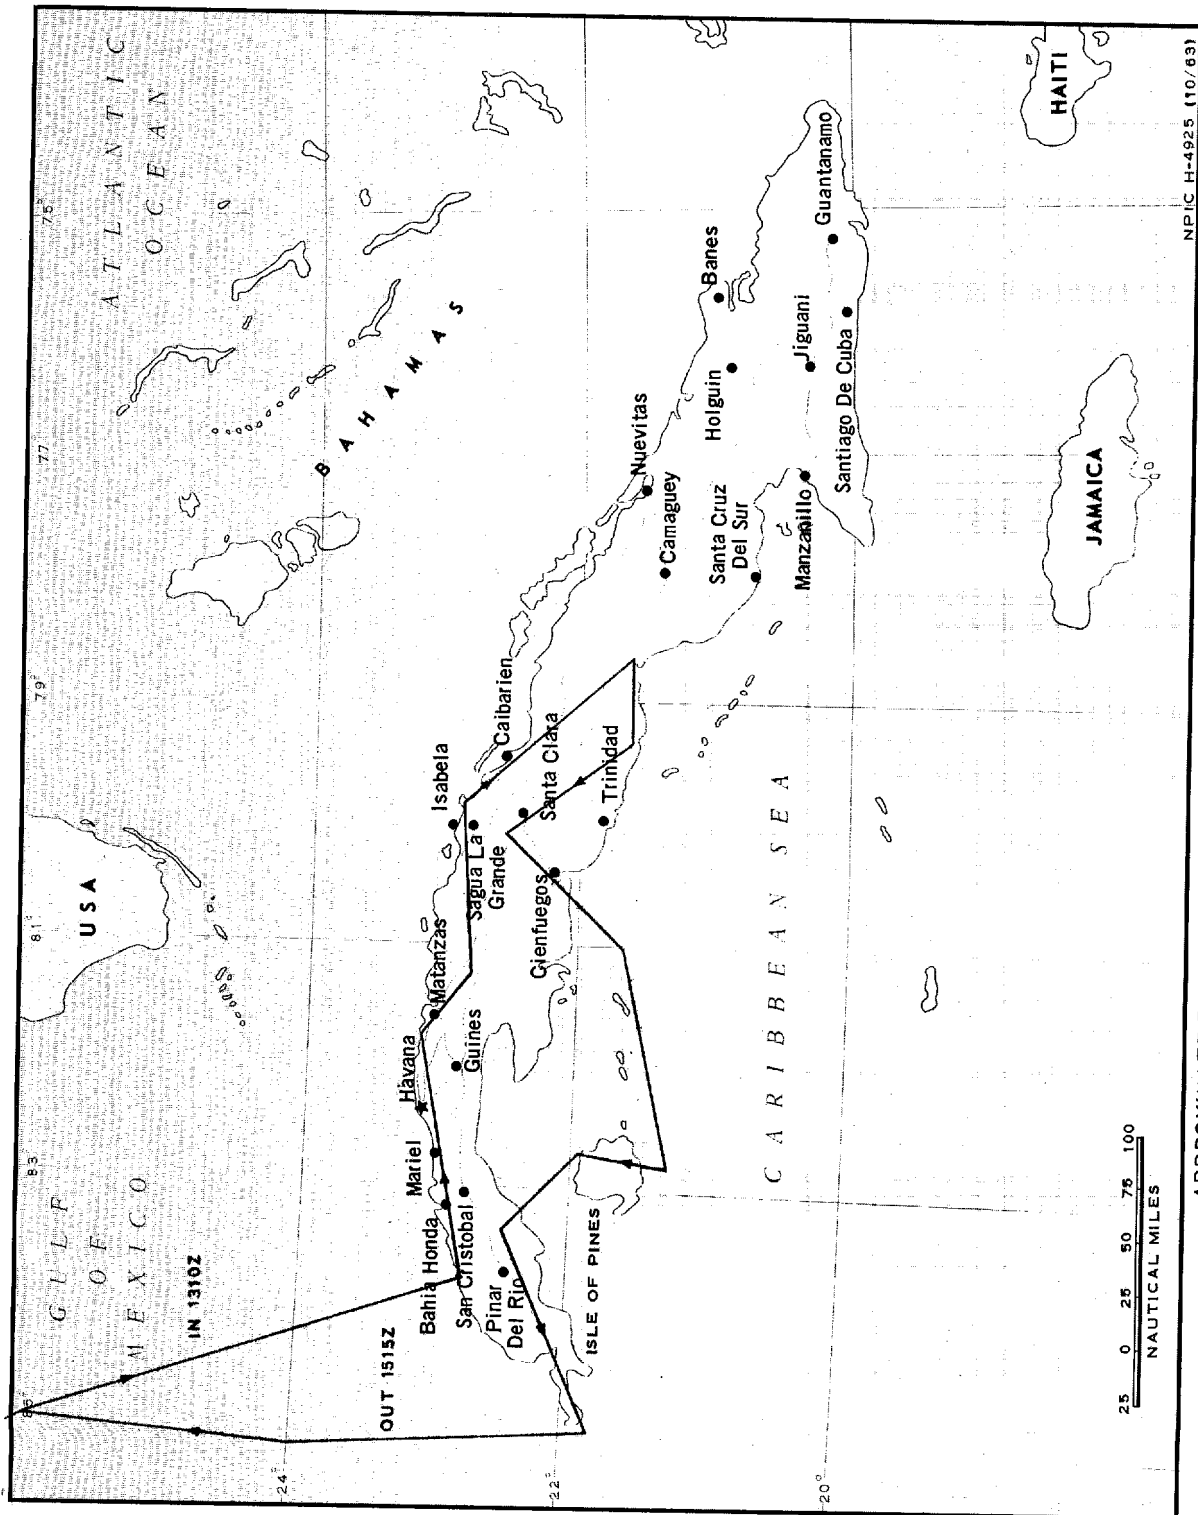 ATLANTIC
OCEAN
GULF
OF
MEXICO
USA
BAHAMAS
75°
77
79°
81°
83
85°
24°
22°
20°
IN 1310Z
OUT 1515Z
Havana
Mariel
Bahia Honda
San Cristobal
Pinar
Del Rio
Guines
Matanzas
Isabela
Sagua La
Grande
Caibarien
Santa Clara
Cienfuegos
Trinidad
Nuevitas
Camaguey
Santa Cruz
Del Sur
Holguin
Banes
Manzanillo
Jiguani
Santiago De Cuba
Guantanamo
ISLE OF PINES
CARIBBEAN SEA
JAMAICA
HAITI
25 0 25 50 75 100
NAUTICAL MILES
NPIC H-4925 (10/63)